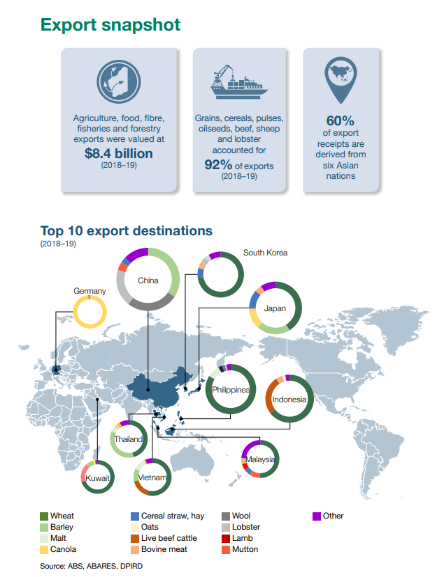 Export snapshot
Agriculture, food, fibre,
fisheries and forestry
exports were valued at
$8.4 billion
(2018–19)
Grains, cereals, pulses,
oilseeds, beef, sheep
and lobster
accounted for
92% of exports
(2018–19)
60%
of export
receipts are
derived from
six Asian
nations
Top 10 export destinations
(2018–19)
South Korea
China
Germany
Japan
Philippines
Indonesia
Thailand
Malaysia
Kuwait
Vietnam
Wheat
Barley
Malt
Canola
Cereal straw, hay
Oats
Live beef cattle
Bovine meat
Wool
Lobster
Lamb
Mutton
Other
Source: ABS, ABARES, DPIRD